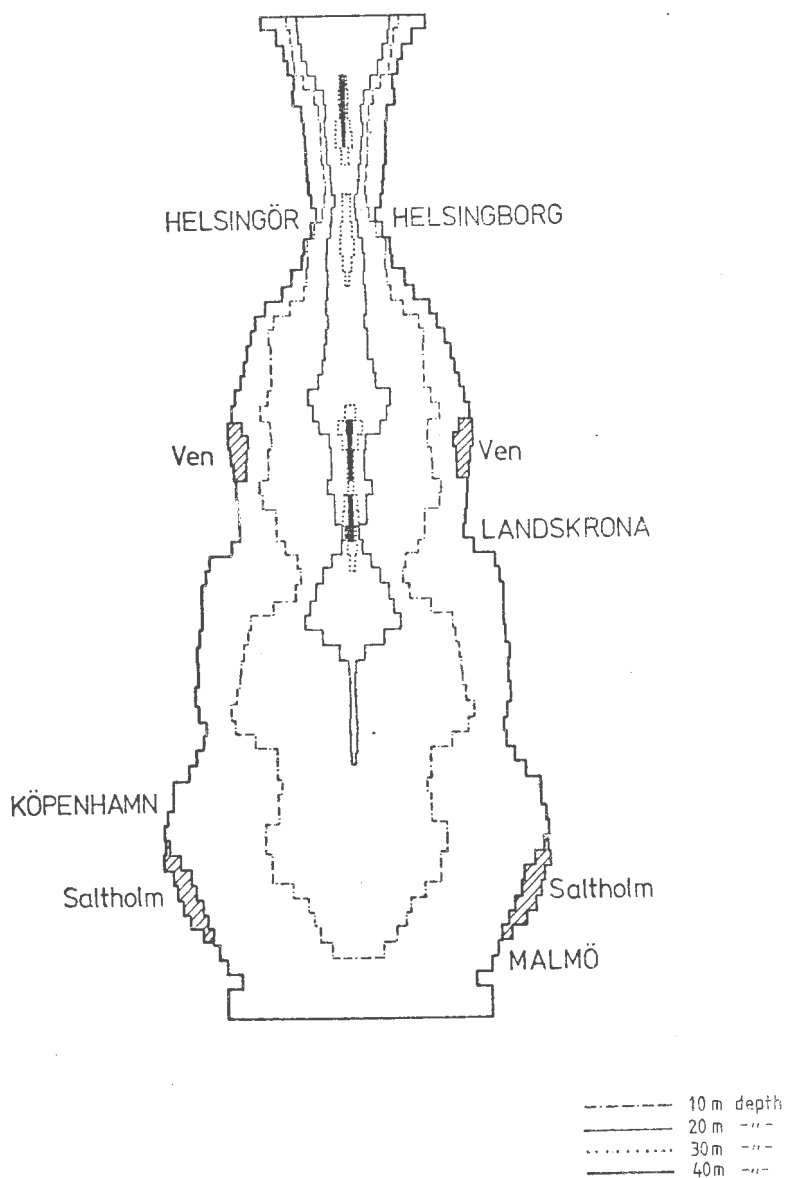 HELSINGÖR HELSINGBORG
Ven Ven
LANDSKRONA
KÖPENHAMN
Saltholm Saltholm
MALMÖ
10 m depth
20 m -〃-
30 m -〃-
40 m -〃-